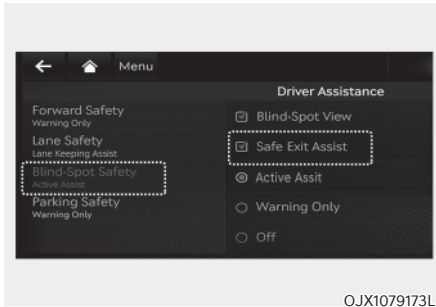 Menu
Driver Assistance
Forward Safety
Warning Only
Lane Safety
Lane Keeping Assist
Blind-Spot Safety
Active Assist
Parking Safety
Warning Only
Blind-Spot View
Safe Exit Assist
Active Assit
Warning Only
Off
OJX1079173L